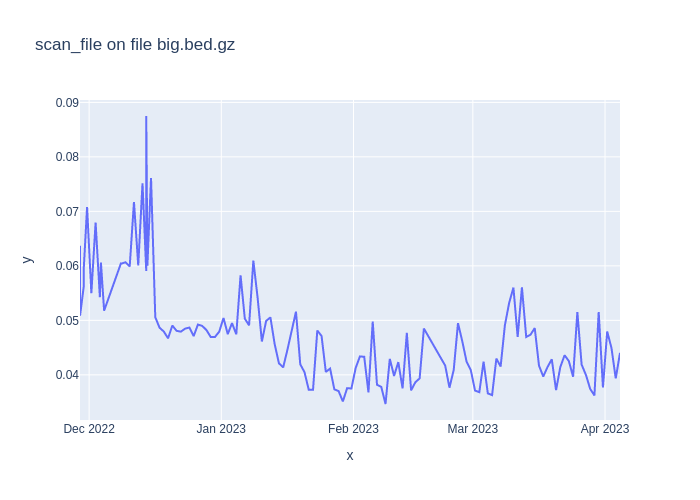 scan_file on file big.bed.gz
0.09
0.08
0.07
0.06
0.05
0.04
y
Dec 2022
Jan 2023
Feb 2023
Mar 2023
Apr 2023
x